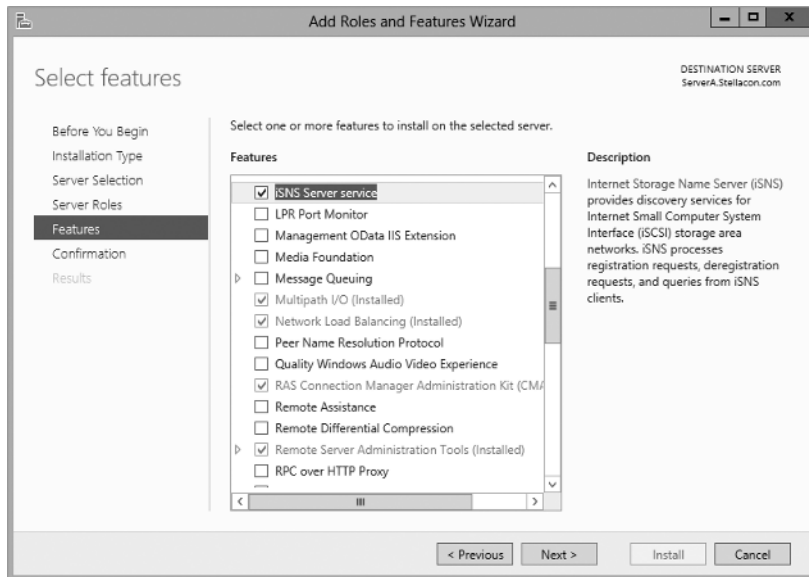 Add Roles and Features Wizard
Select features
DESTINATION SERVER
ServerA.Stellacon.com
Before You Begin
Installation Type
Server Selection
Server Roles
Features
Confirmation
Results
Select one or more features to install on the selected server.
Features
iSNS Server service
LPR Port Monitor
Management OData IIS Extension
Media Foundation
Message Queuing
Multipath I/O (Installed)
Network Load Balancing (Installed)
Peer Name Resolution Protocol
Quality Windows Audio Video Experience
RAS Connection Manager Administration Kit (CMA
Remote Assistance
Remote Differential Compression
Remote Server Administration Tools (Installed)
RPC over HTTP Proxy
Description
Internet Storage Name Server (iSNS)
provides discovery services for
Internet Small Computer System
Interface (iSCSI) storage area
networks. iSNS processes
registration requests, deregistration
requests, and queries from iSNS
clients.
< Previous
Next >
Install
Cancel